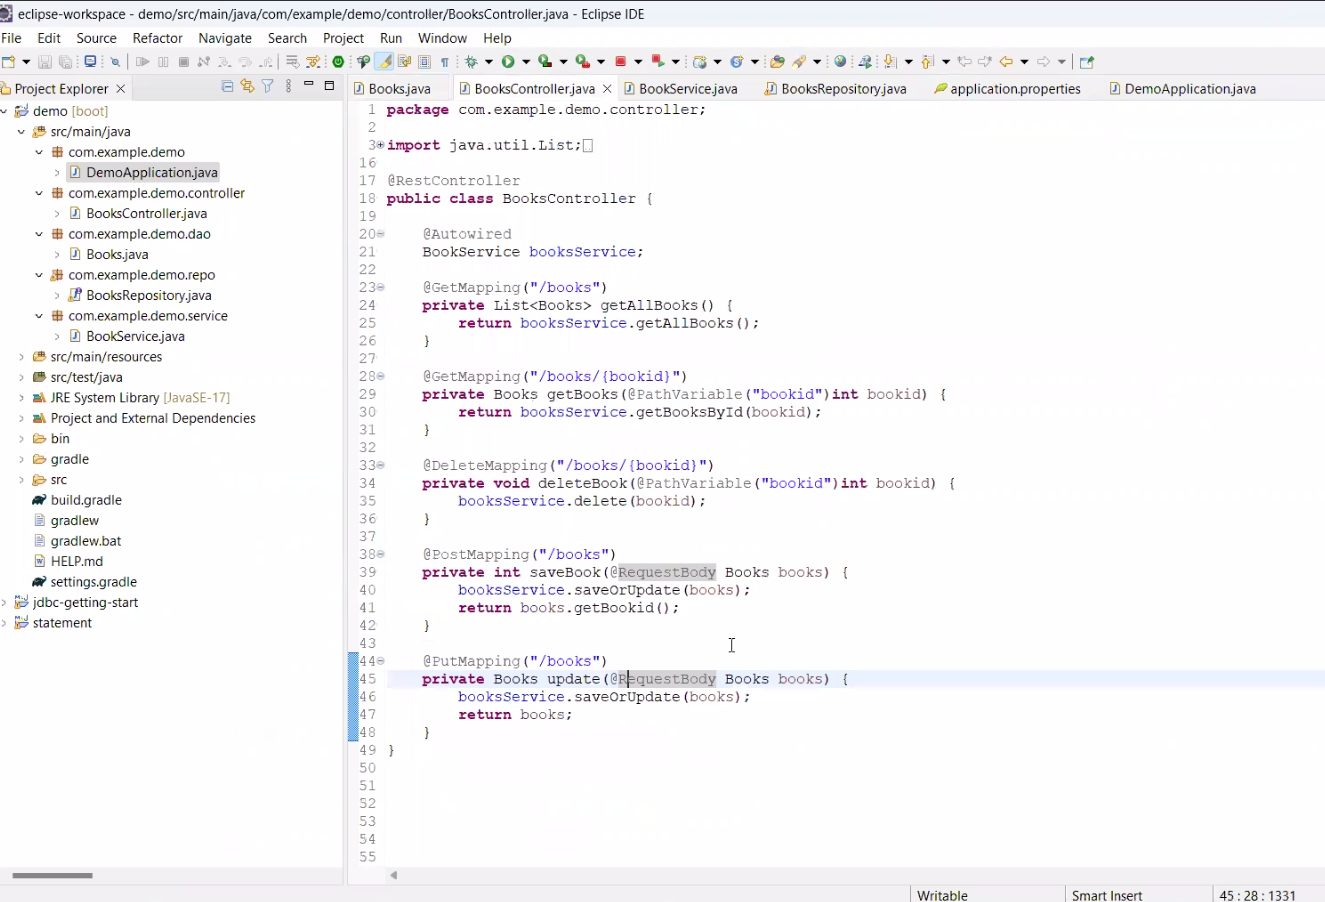 eclipse-workspace - demo/src/main/java/com/example/demo/controller/BooksController.java - Eclipse IDE
File Edit Source Refactor Navigate Search Project Run Window Help
Project Explorer
demo [boot]
src/main/java
com.example.demo
DemoApplication.java
com.example.demo.controller
BooksController.java
com.example.demo.dao
Books.java
com.example.demo.repo
BooksRepository.java
com.example.demo.service
BookService.java
src/main/resources
src/test/java
JRE System Library [JavaSE-17]
Project and External Dependencies
bin
gradle
src
build.gradle
gradlew
gradlew.bat
HELP.md
settings.gradle
jdbc-getting-start
statement
Books.java BooksController.java BookService.java BooksRepository.java application.properties DemoApplication.java
1 package com.example.demo.controller;
2
3 import java.util.List;
16
17 @RestController
18 public class BooksController {
19
20 @Autowired
21 BookService booksService;
22
23 @GetMapping("/books")
24 private List<Books> getAllBooks() {
25 return booksService.getAllBooks();
26 }
27
28 @GetMapping("/books/{bookid}")
29 private Books getBooks(@PathVariable("bookid")int bookid) {
30 return booksService.getBooksById(bookid);
31 }
32
33 @DeleteMapping("/books/{bookid}")
34 private void deleteBook(@PathVariable("bookid")int bookid) {
35 booksService.delete(bookid);
36 }
37
38 @PostMapping("/books")
39 private int saveBook(@RequestBody Books books) {
40 booksService.saveOrUpdate(books);
41 return books.getBookid();
42 }
43
44 @PutMapping("/books")
45 private Books update(@RequestBody Books books) {
46 booksService.saveOrUpdate(books);
47 return books;
48 }
49 }
50
51
52
53
54
55
Writable Smart Insert 45 : 28 : 1331